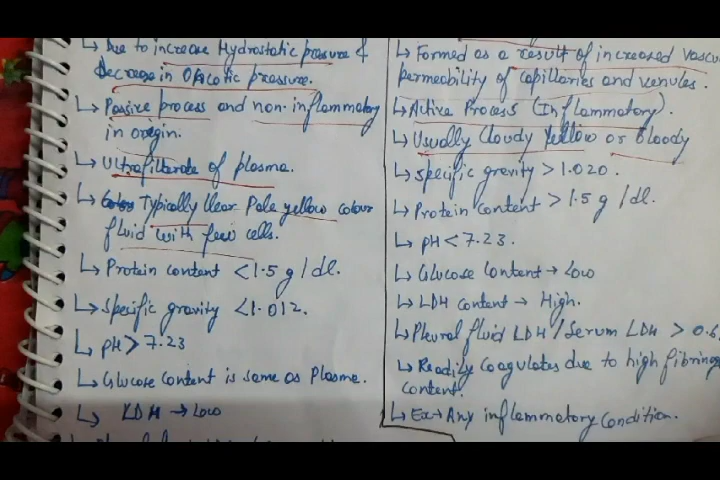 ↳ Due to increase Hydrostatic pressure &
decrease in Oncotic pressure.
↳ Passive process and non-inflammatory
in origin.
↳ Ultrafiltrate of plasma.
↳ Typically clear Pale yellow colour
fluid with few cells.
↳ Protein content <1.5 g/dl.
↳ Specific gravity <1.012.
↳ pH > 7.23
↳ Glucose content is same as Plasma.
↳ LDH → Low
↳ Formed as a result of increased vascu
permeability of capillaries and venules.
↳ Active Process (Inflammatory).
↳ Usually Cloudy Yellow or bloody
↳ specific gravity > 1.020.
↳ Protein content > 1.5 g/dl.
↳ pH < 7.23.
↳ Glucose Content → Low
↳ LDH content → High.
↳ Pleural fluid LDH / Serum LDH > 0.6
↳ Readily Coagulates due to high fibrinog
content.
↳ Ex → Any inflammatory condition.